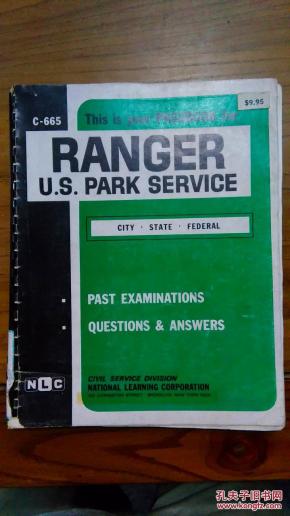 C-665
This is your PASSBOOK for
$9.95
RANGER
U.S. PARK SERVICE
CITY · STATE · FEDERAL
PAST EXAMINATIONS
QUESTIONS & ANSWERS
NLC
CIVIL SERVICE DIVISION
NATIONAL LEARNING CORPORATION
孔夫子旧书网